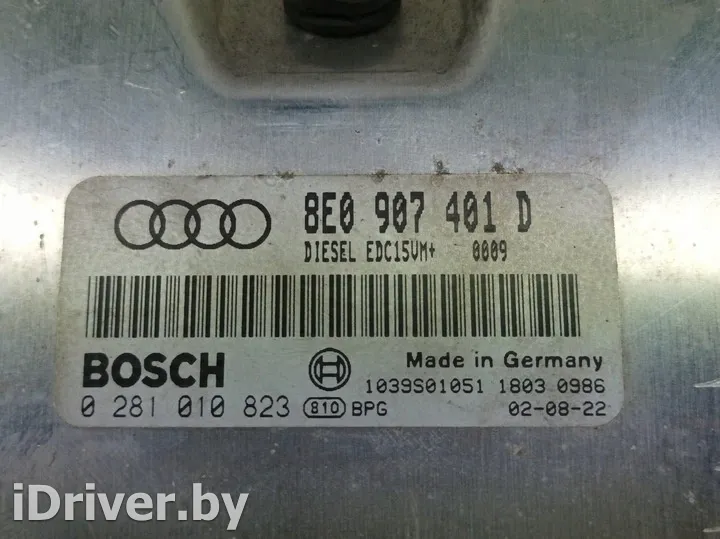 8E0 907 401 D
DIESEL EDC15VM+ 0009
BOSCH
Made in Germany
1039S01051 1803 0986
0 281 010 823 810 BPG 02-08-22
iDriver.by